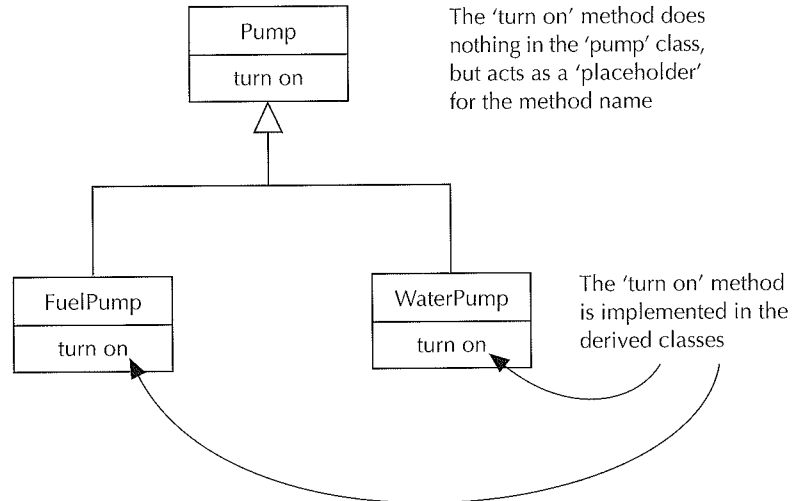 Pump
turn on
The ‘turn on’ method does
nothing in the ‘pump’ class,
but acts as a ‘placeholder’
for the method name
FuelPump
turn on
WaterPump
turn on
The ‘turn on’ method
is implemented in the
derived classes